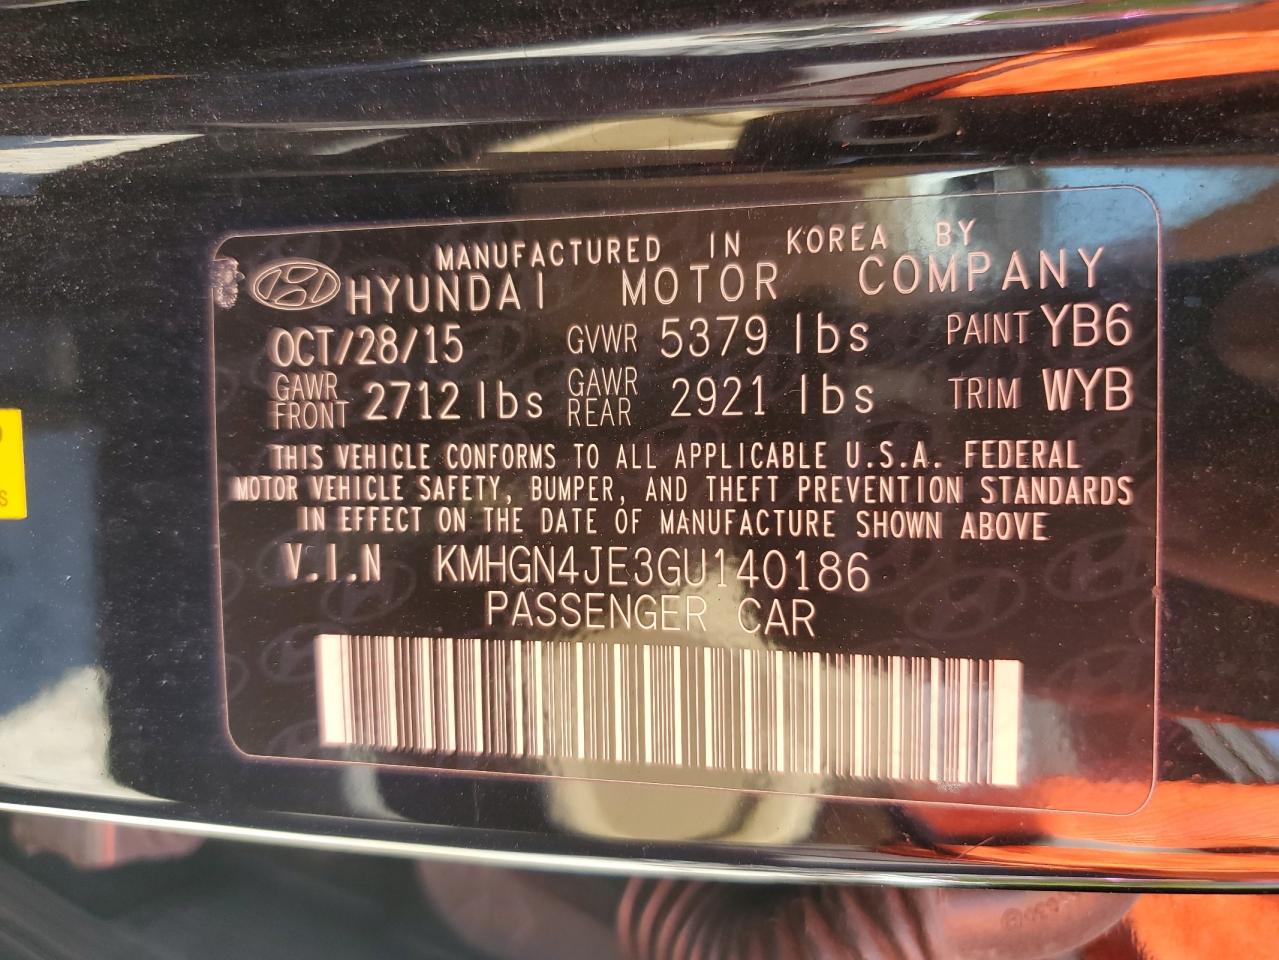 MANUFACTURED IN KOREA BY
HYUNDAI MOTOR COMPANY
OCT/28/15 GVWR 5379 lbs PAINT YB6
GAWR FRONT 2712 lbs GAWR REAR 2921 lbs TRIM WYB
THIS VEHICLE CONFORMS TO ALL APPLICABLE U.S.A. FEDERAL
MOTOR VEHICLE SAFETY, BUMPER, AND THEFT PREVENTION STANDARDS
IN EFFECT ON THE DATE OF MANUFACTURE SHOWN ABOVE
V.I.N KMHGN4JE3GU140186
PASSENGER CAR